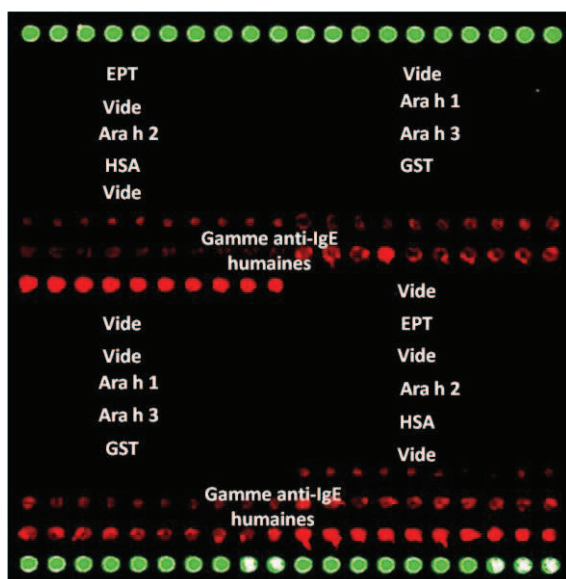 EPT
Vide
Vide
Ara h 1
Ara h 2
Ara h 3
HSA
GST
Vide
Gamme anti-IgE
humaines
Vide
Vide
EPT
Vide
Vide
Ara h 1
Ara h 2
Ara h 3
HSA
GST
Vide
Gamme anti-IgE
humaines